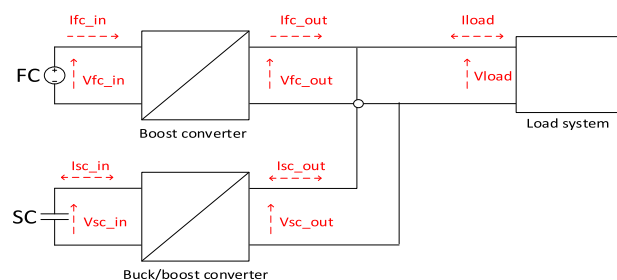 Ifc_in
Ifc_out
Iload
FC
+
−
Vfc_in
Vfc_out
Vload
Boost converter
Load system
Isc_in
Isc_out
SC
Vsc_in
Vsc_out
Buck/boost converter